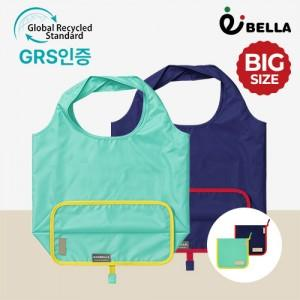 Global Recycled
Standard
GRS인증
BELLA
BIG
SIZE